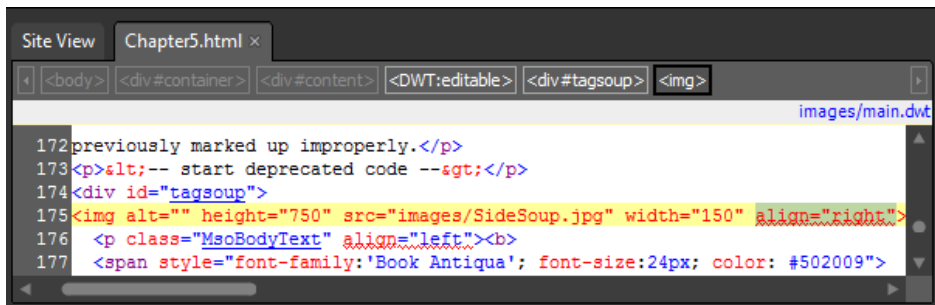 Site View Chapter5.html ×
<body> <div#container> <div#content> <DWT:editable> <div#tagsoup> <img>
images/main.dwt
172 previously marked up improperly.</p>
173 <p>&lt;-- start deprecated code --&gt;</p>
174 <div id="tagsoup">
175 <img alt="" height="750" src="images/SideSoup.jpg" width="150" align="right">
176 <p class="MsoBodyText" align="left"><b>
177 <span style="font-family:'Book Antiqua'; font-size:24px; color: #502009">